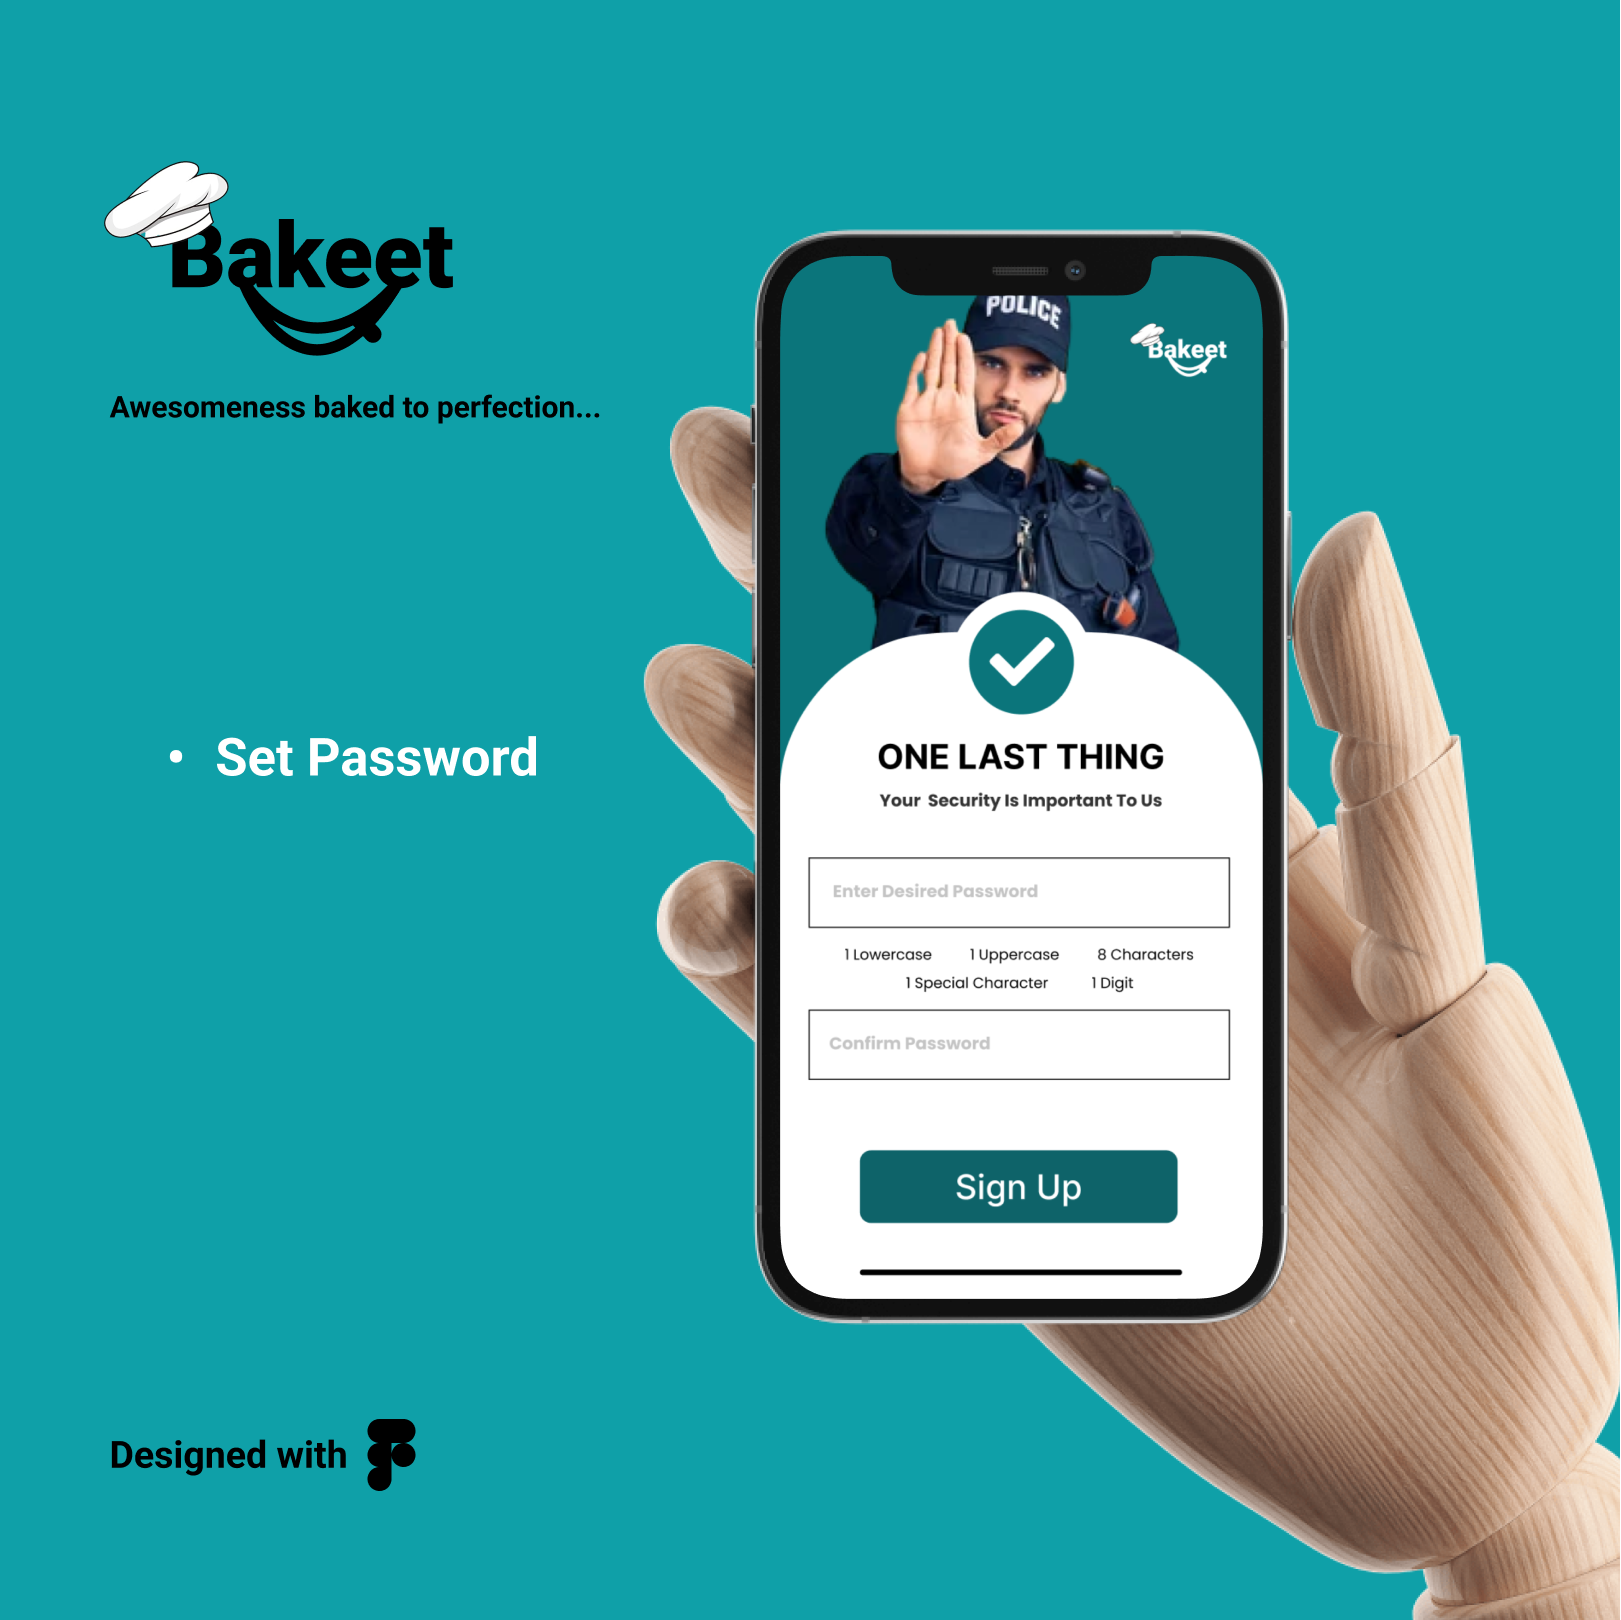 Bakeet
Awesomeness baked to perfection...
• Set Password
Designed with
POLICE
Bakeet
ONE LAST THING
Your Security Is Important To Us
Enter Desired Password
1 Lowercase 1 Uppercase 8 Characters
1 Special Character 1 Digit
Confirm Password
Sign Up